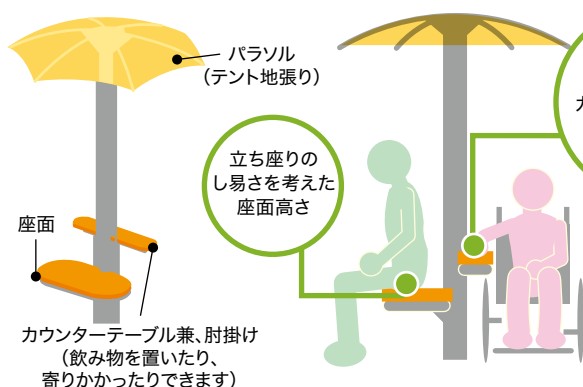 パラソル
（テント地張り）
座面
カウンターテーブル兼、肘掛け
（飲み物を置いたり、
寄りかかったりできます）
立ち座りの
し易さを考えた
座面高さ